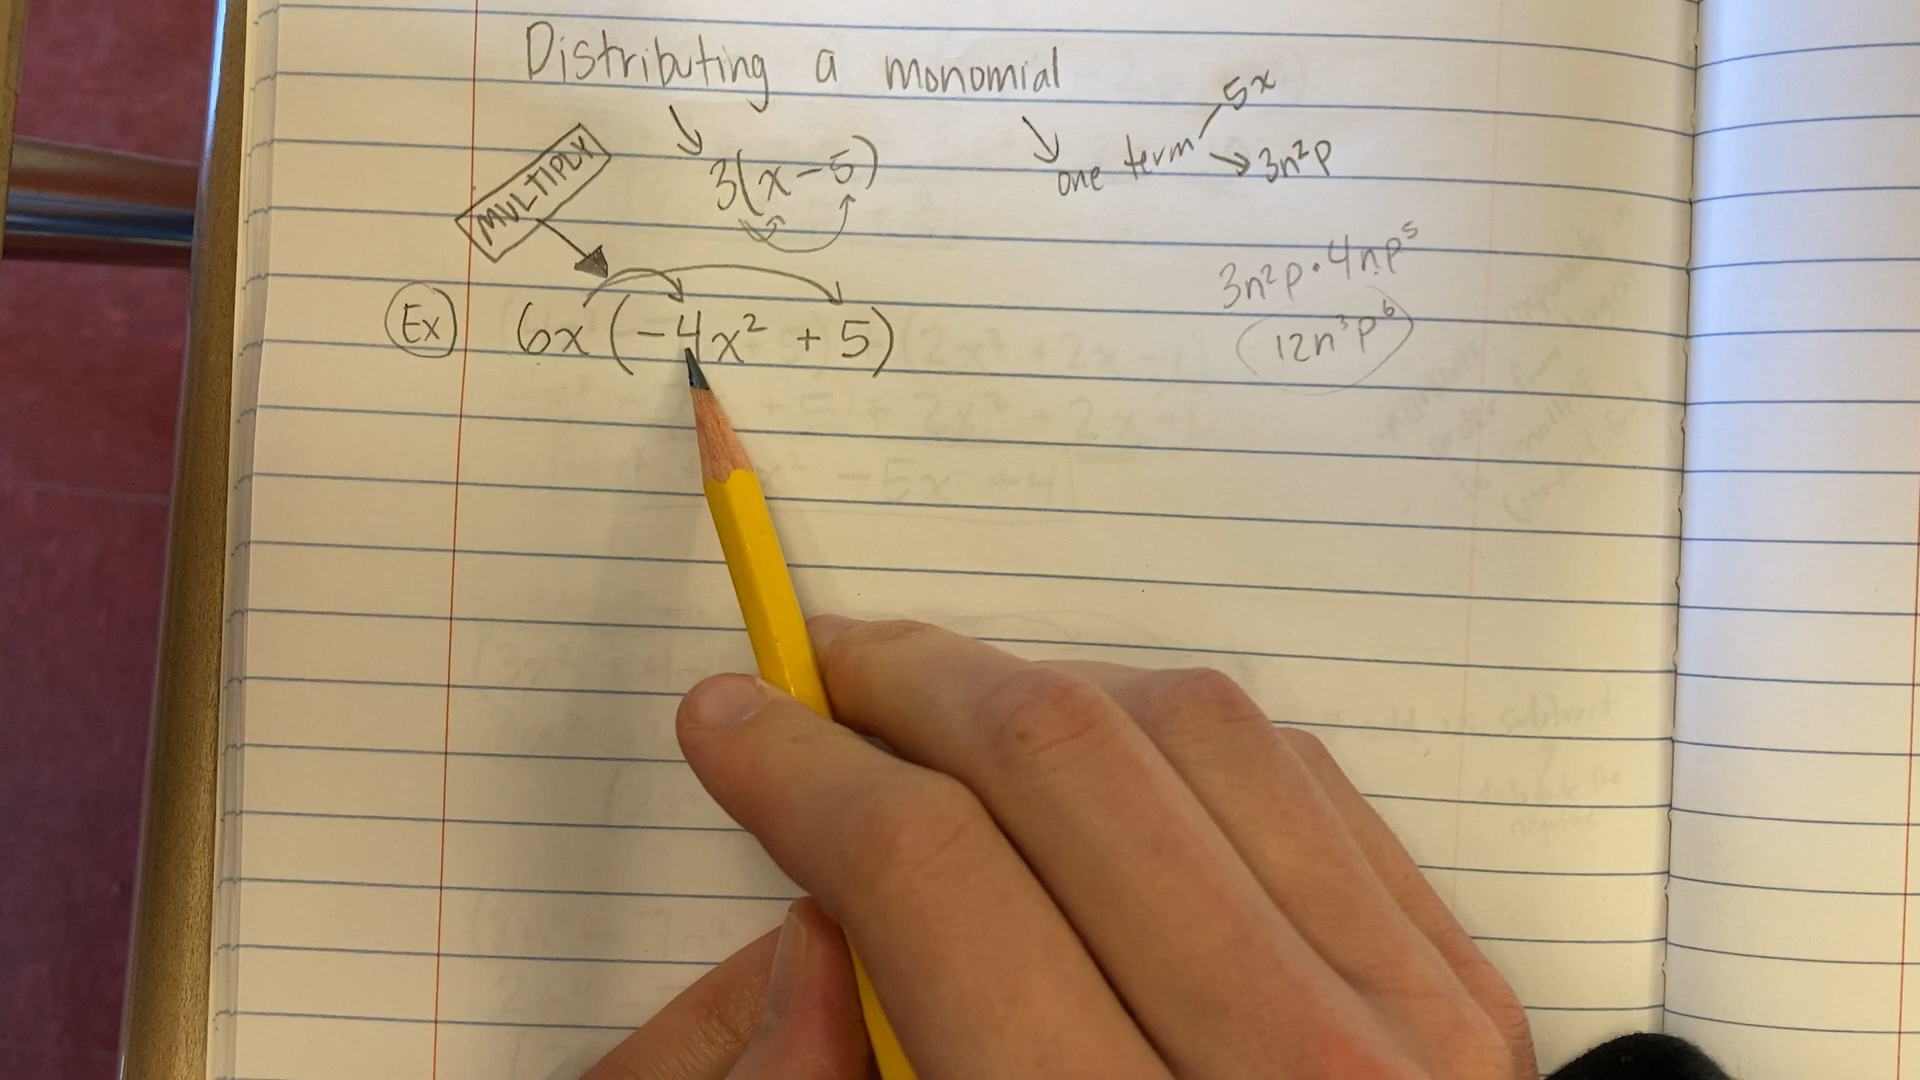 Distributing a monomial
5x
MULTIPLY
3(x-5)
one term
3n²p
3n²p · 4np⁵
12n³p⁶
Ex
6x(-4x² + 5)